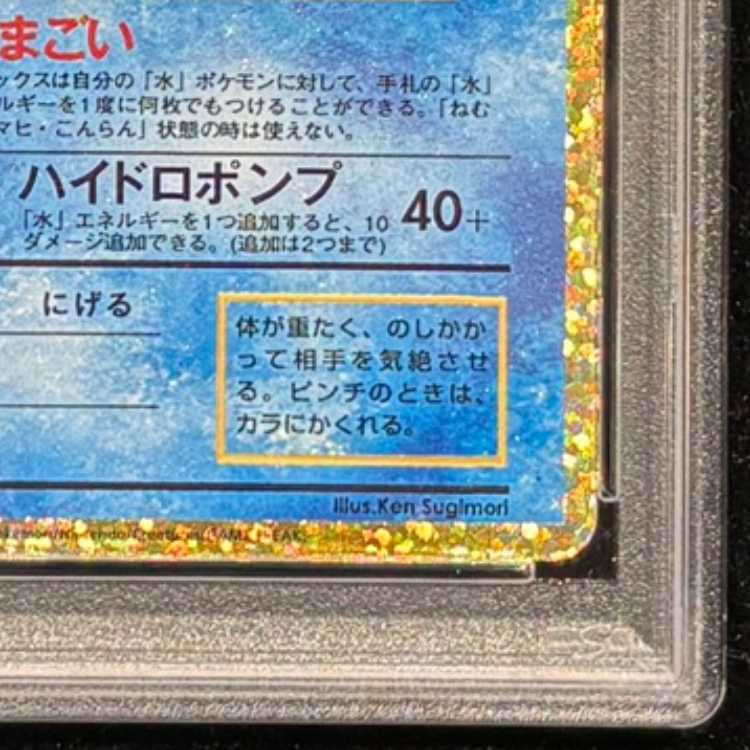 まごい
ックスは自分の「水」ポケモンに対して、手札の「水」
ルギーを1度に何枚でもつけることができる。「ねむ
マヒ・こんらん」状態の時は使えない。
ハイドロポンプ
「水」エネルギーを1つ追加すると、10
ダメージ追加できる。(追加は2つまで)
40+
にげる
体が重たく、のしかか
って相手を気絶させ
る。ピンチのときは、
カラにかくれる。
Illus.Ken Sugimori